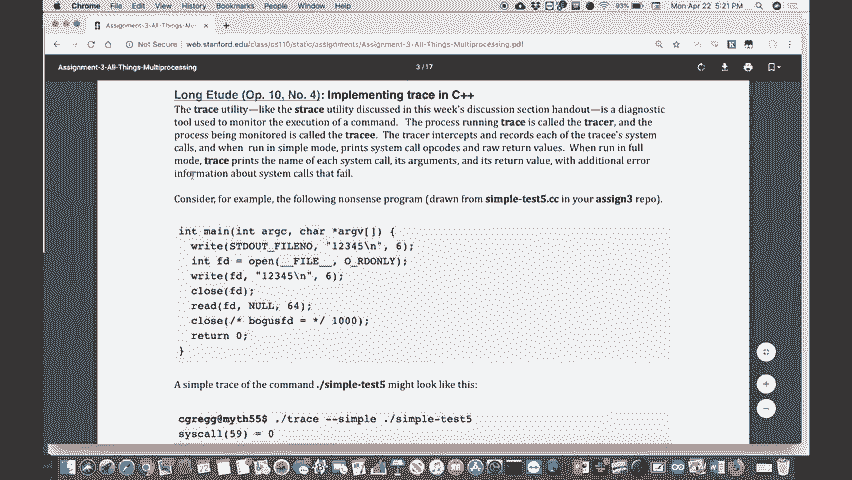 Chrome File Edit View History Bookmarks People Window Help
93% Mon Apr 22 5:21 PM
Assignment-3-All-Things-Mu
Not Secure web.stanford.edu/class/cs110/static/assignments/Assignment-3-All-Things-Multiprocessing.pdf
Assignment-3-All-Things-Multiprocessing 3 / 17
Long Etude (Op. 10, No. 4): Implementing trace in C++
The trace utility—like the strace utility discussed in this week's discussion section handout—is a diagnostic
tool used to monitor the execution of a command. The process running trace is called the tracer, and the
process being monitored is called the tracee. The tracer intercepts and records each of the tracee's system
calls, and when run in simple mode, prints system call opcodes and raw return values. When run in full
mode, trace prints the name of each system call, its arguments, and its return value, with additional error
information about system calls that fail.
Consider, for example, the following nonsense program (drawn from simple-test5.cc in your assign3 repo).
int main(int argc, char *argv[]) {
write(STDOUT_FILENO, "12345\n", 6);
int fd = open(__FILE__, O_RDONLY);
write(fd, "12345\n", 6);
close(fd);
read(fd, NULL, 64);
close(/* bogusfd = */ 1000);
return 0;
}
A simple trace of the command ./simple-test5 might look like this:
cgregg@myth55$ ./trace --simple ./simple-test5
syscall(59) = 0